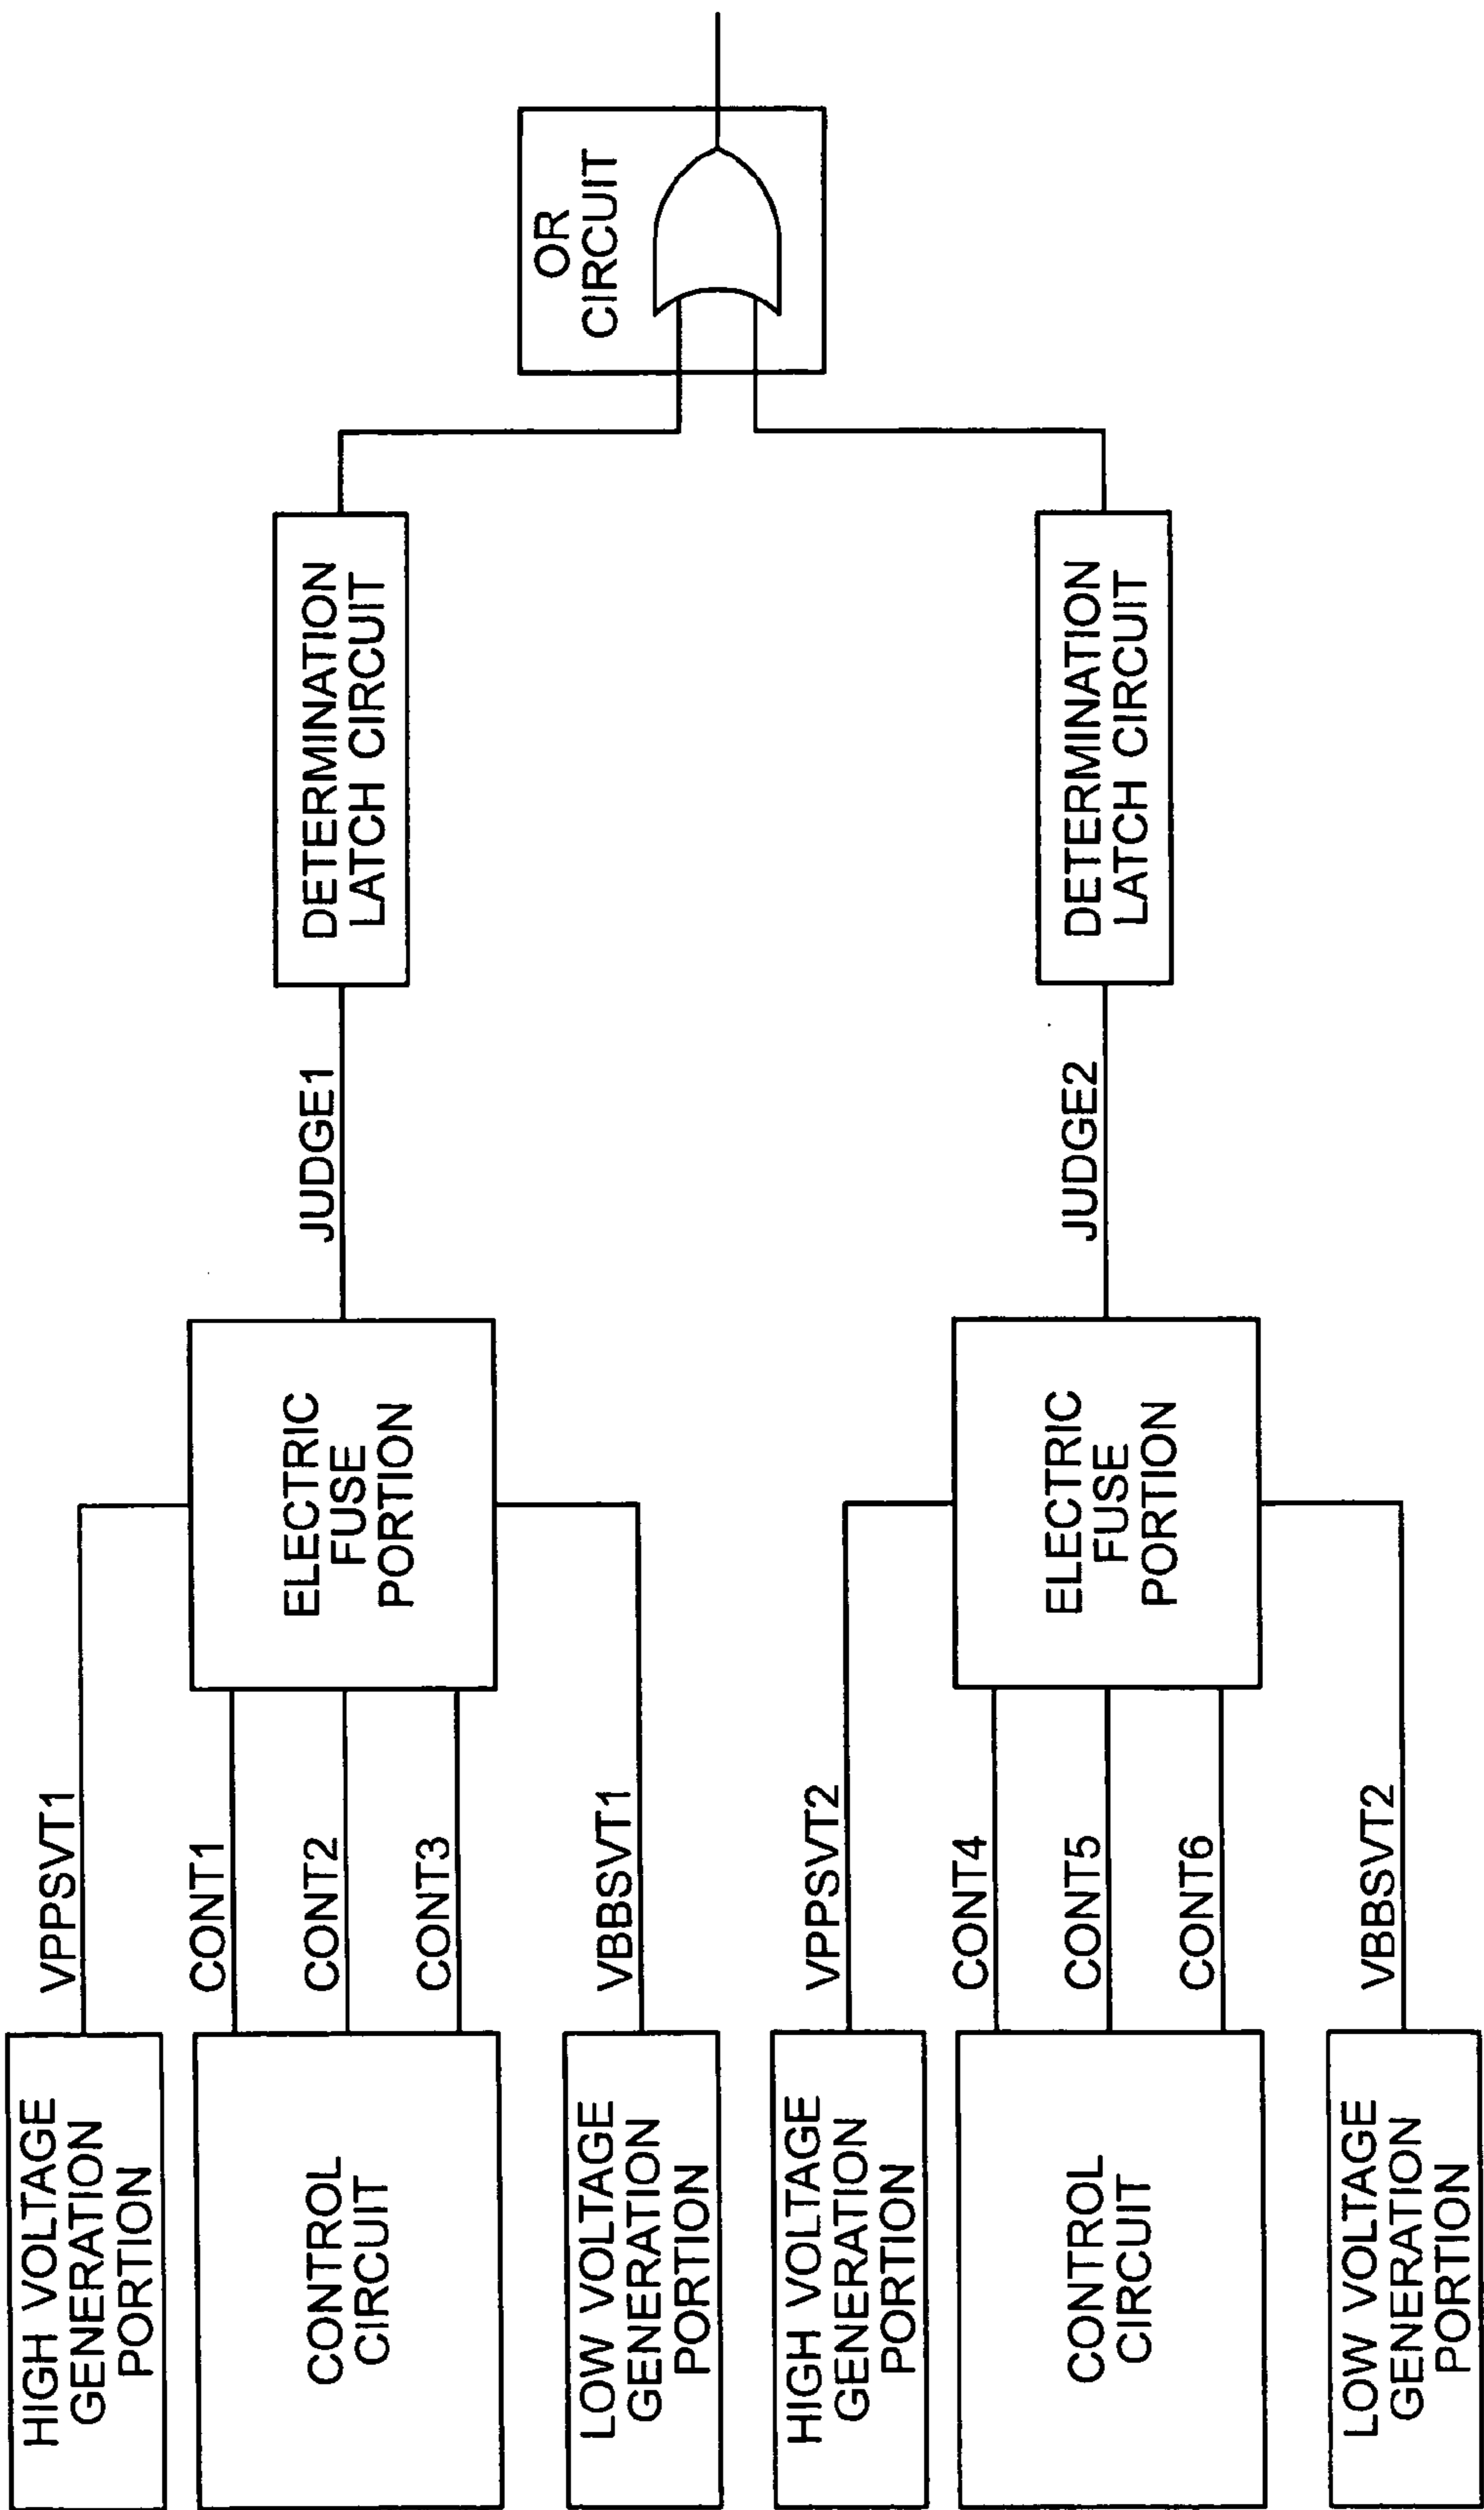 HIGH VOLTAGE
GENERATION
PORTION
VPPSVT1
CONTROL
CIRCUIT
CONT1
CONT2
CONT3
LOW VOLTAGE
GENERATION
PORTION
VBBSVT1
ELECTRIC
FUSE
PORTION
JUDGE1
DETERMINATION
LATCH CIRCUIT
HIGH VOLTAGE
GENERATION
PORTION
VPPSVT2
CONTROL
CIRCUIT
CONT4
CONT5
CONT6
LOW VOLTAGE
GENERATION
PORTION
VBBSVT2
ELECTRIC
FUSE
PORTION
JUDGE2
DETERMINATION
LATCH CIRCUIT
OR
CIRCUIT